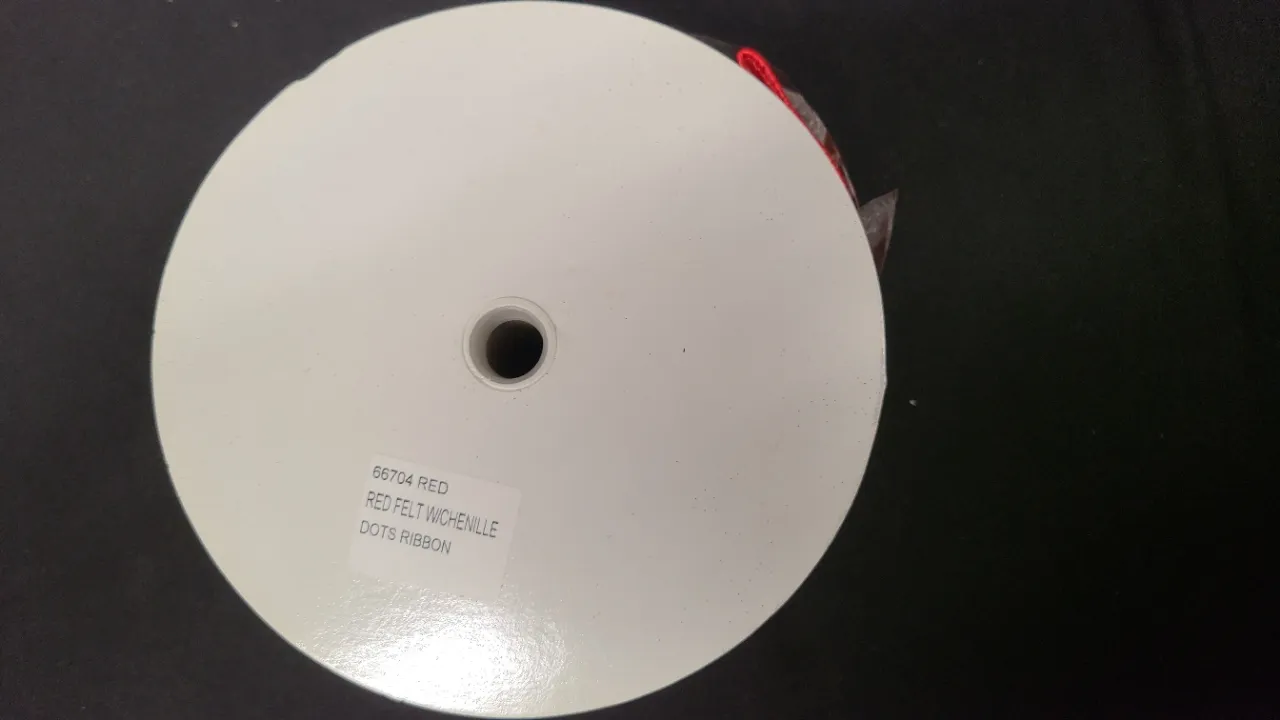 66704 RED
RED FELT W/CHENILLE
DOTS RIBBON